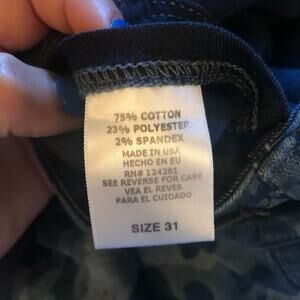 75% COTTON
23% POLYESTER
2% SPANDEX
MADE IN USA
HECHO EN EU
RN# 124261
SEE REVERSE FOR CARE
VEA EL REVES
PARA EL CUIDADO
SIZE 31